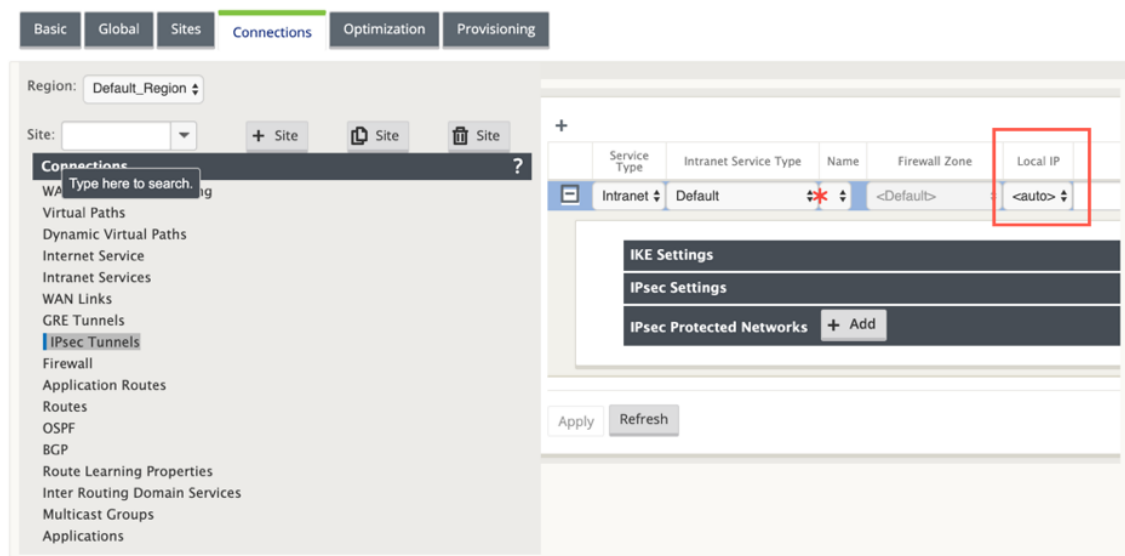 Basic Global Sites Connections Optimization Provisioning
Region: Default_Region
Site: + Site Site Site
Connections ?
Type here to search.
WA ng
Virtual Paths
Dynamic Virtual Paths
Internet Service
Intranet Services
WAN Links
GRE Tunnels
IPsec Tunnels
Firewall
Application Routes
Routes
OSPF
BGP
Route Learning Properties
Inter Routing Domain Services
Multicast Groups
Applications
+
Service Type Intranet Service Type Name Firewall Zone Local IP
Intranet Default * <Default> <auto>
IKE Settings
IPsec Settings
IPsec Protected Networks + Add
Apply Refresh